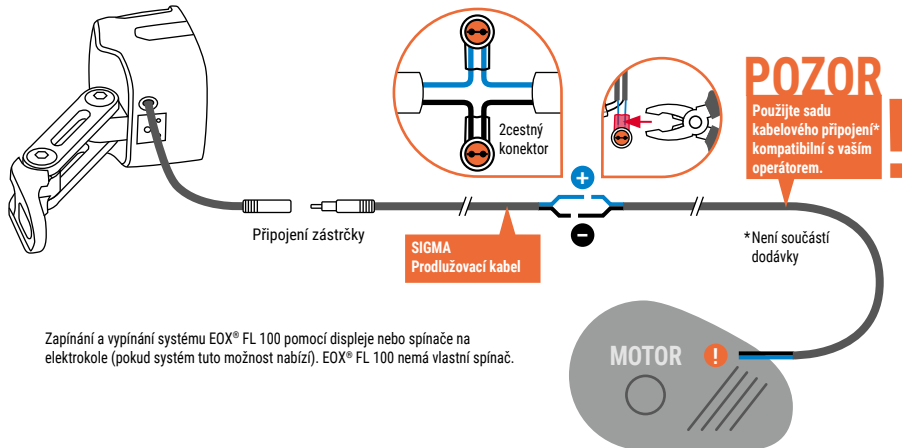 2cestný
konektor
POZOR
Použijte sadu
kabelového připojení*
kompatibilní s vaším
operátorem.
!
+
−
Připojení zástrčky
SIGMA
Prodlužovací kabel
*Není součástí
dodávky
Zapínání a vypínání systému EOX® FL 100 pomocí displeje nebo spínače na
elektrokole (pokud systém tuto možnost nabízí). EOX® FL 100 nemá vlastní spínač.
MOTOR !